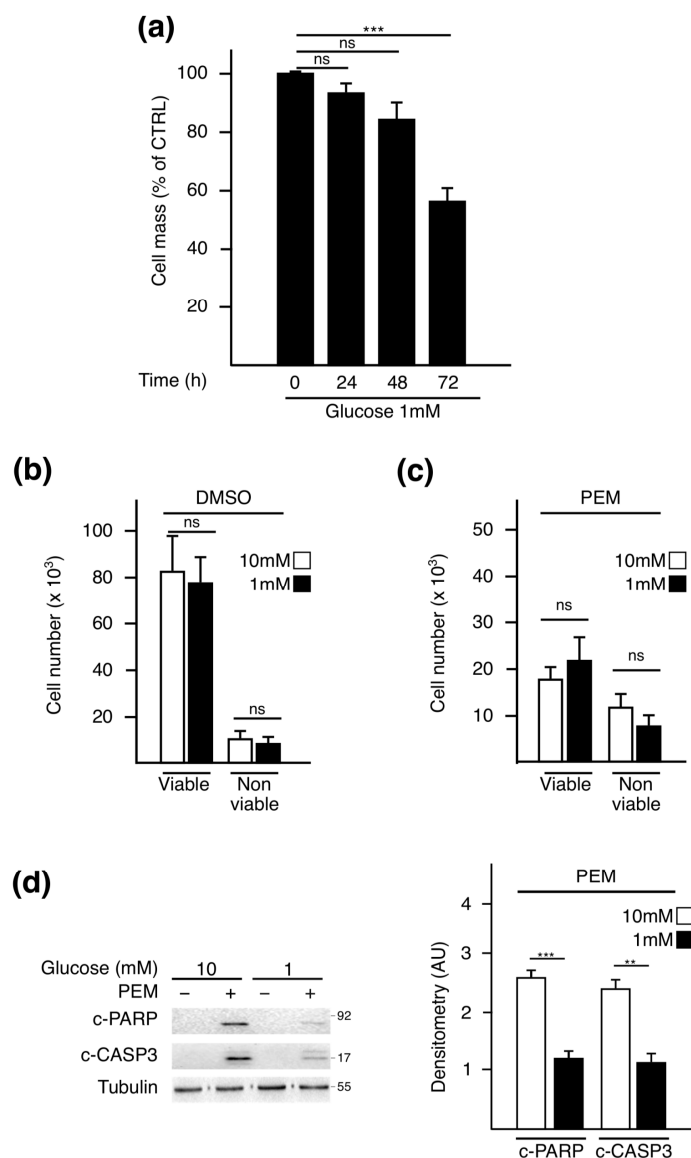 (a)
***
ns
ns
Cell mass (% of CTRL)
100
80
60
40
20
Time (h)
0 24 48 72
Glucose 1mM
(b)
DMSO
ns
10mM
1mM
Cell number (x 10³)
100
80
60
40
20
ns
Viable
Non
viable
(c)
PEM
10mM
1mM
Cell number (x 10³)
50
40
30
20
10
ns
ns
Viable
Non
viable
(d)
Glucose (mM) 10 1
PEM – + – +
c-PARP -92
c-CASP3 -17
Tubulin -55
PEM
10mM
1mM
Densitometry (AU)
4
3
2
1
***
**
c-PARP c-CASP3